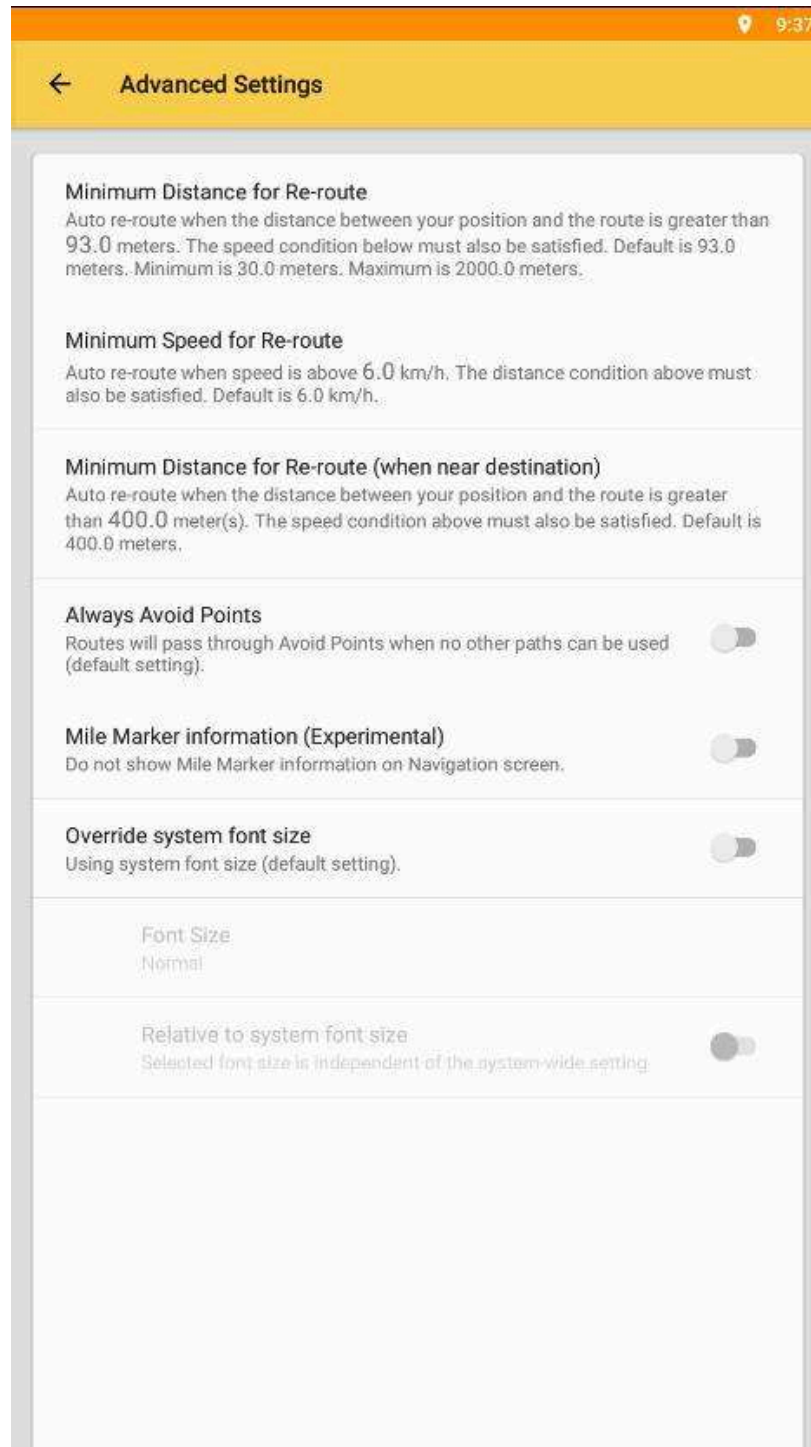 9:37
Advanced Settings
Minimum Distance for Re-route
Auto re-route when the distance between your position and the route is greater than
93.0 meters. The speed condition below must also be satisfied. Default is 93.0
meters. Minimum is 30.0 meters. Maximum is 2000.0 meters.
Minimum Speed for Re-route
Auto re-route when speed is above 6.0 km/h. The distance condition above must
also be satisfied. Default is 6.0 km/h.
Minimum Distance for Re-route (when near destination)
Auto re-route when the distance between your position and the route is greater
than 400.0 meter(s). The speed condition above must also be satisfied. Default is
400.0 meters.
Always Avoid Points
Routes will pass through Avoid Points when no other paths can be used
(default setting).
Mile Marker information (Experimental)
Do not show Mile Marker information on Navigation screen.
Override system font size
Using system font size (default setting).
Font Size
Normal
Relative to system font size
Selected font size is independent of the system-wide setting